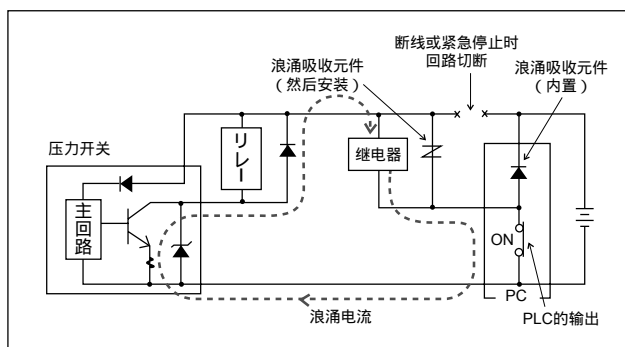 断线或紧急停止时
回路切断
浪涌吸收元件
（然后安装）
浪涌吸收元件
（内置）
压力开关
リレー
继电器
主回路
ON
PC
浪涌电流
PLC的输出